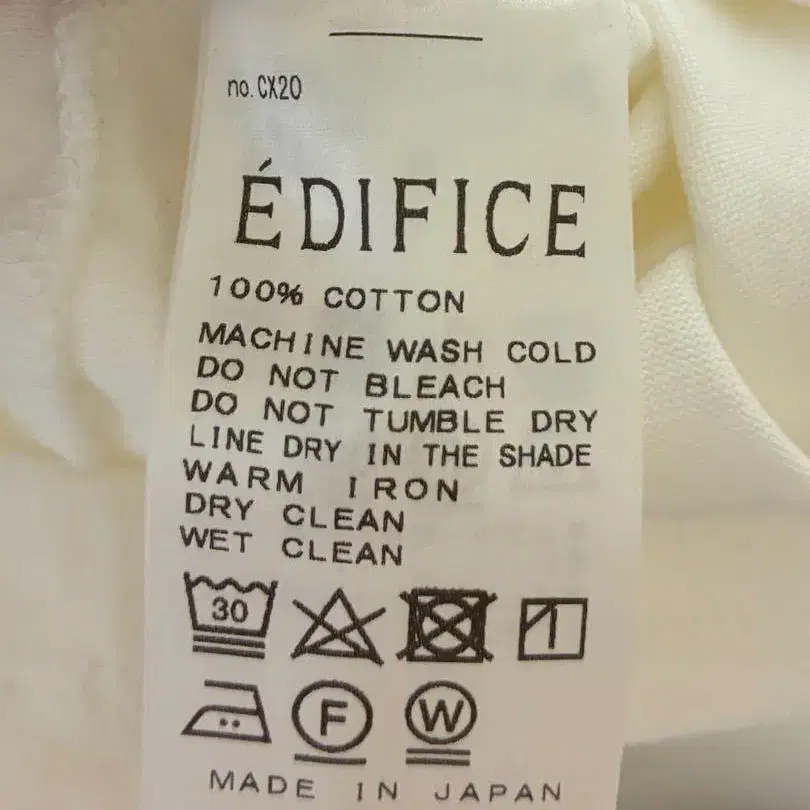 no. CX20
ÉDIFICE
100% COTTON
MACHINE WASH COLD
DO NOT BLEACH
DO NOT TUMBLE DRY
LINE DRY IN THE SHADE
WARM IRON
DRY CLEAN
WET CLEAN
30
F W
MADE IN JAPAN